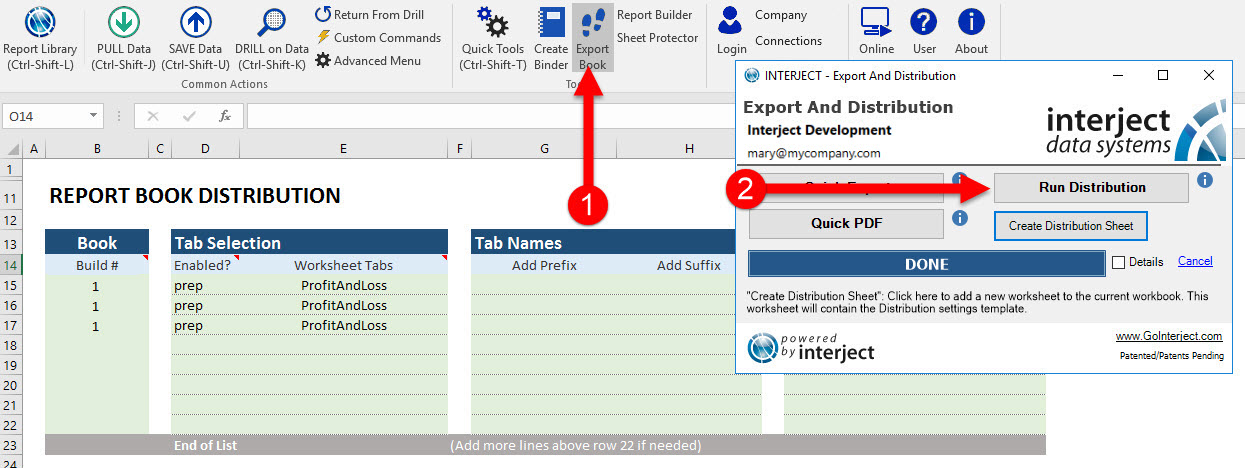 Report Library
(Ctrl-Shift-L)
PULL Data
(Ctrl-Shift-J)
SAVE Data
(Ctrl-Shift-U)
DRILL on Data
(Ctrl-Shift-K)
Return From Drill
Custom Commands
Advanced Menu
Common Actions
Quick Tools
(Ctrl-Shift-T)
Create
Binder
Export
Book
Report Builder
Sheet Protector
Login
Company
Connections
Online
User
About
O14
fx
A B C D E F G H
1
11 REPORT BOOK DISTRIBUTION
12
13 Book Tab Selection Tab Names
14 Build # Enabled? Worksheet Tabs Add Prefix Add Suffix
15 1 prep ProfitAndLoss
16 1 prep ProfitAndLoss
17 1 prep ProfitAndLoss
18
19
20
21
22
23 End of List (Add more lines above row 22 if needed)
24
1
2
INTERJECT - Export And Distribution
Export And Distribution
Interject Development
mary@mycompany.com
interject
data systems
Run Distribution
Quick PDF
Create Distribution Sheet
DONE
Details
Cancel
"Create Distribution Sheet": Click here to add a new worksheet to the current workbook. This
worksheet will contain the Distribution settings template.
powered
by interject
www.GoInterject.com
Patented/Patents Pending